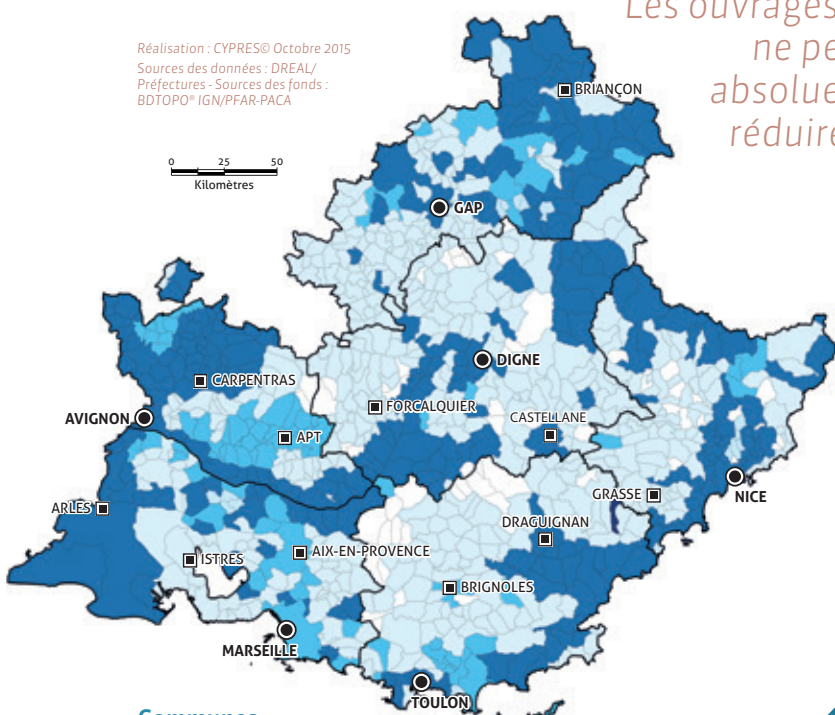 Les ouvrages
ne pe
absolue
réduire
Réalisation : CYPRES© Octobre 2015
Sources des données : DREAL/
Préfectures - Sources des fonds :
BDTOPO® IGN/PFAR-PACA
0 25 50
Kilomètres
BRIANÇON
GAP
DIGNE
CARPENTRAS
FORCALQUIER
AVIGNON
CASTELLANE
APT
NICE
GRASSE
ARLES
DRAGUIGNAN
AIX-EN-PROVENCE
ISTRES
BRIGNOLES
MARSEILLE
TOULON
Communes